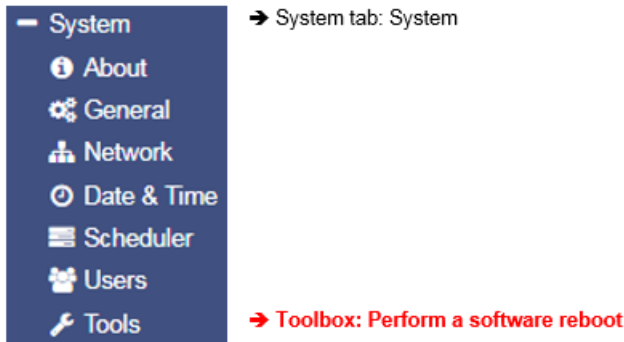 System ➔ System tab: System
About
General
Network
Date & Time
Scheduler
Users
Tools ➔ Toolbox: Perform a software reboot